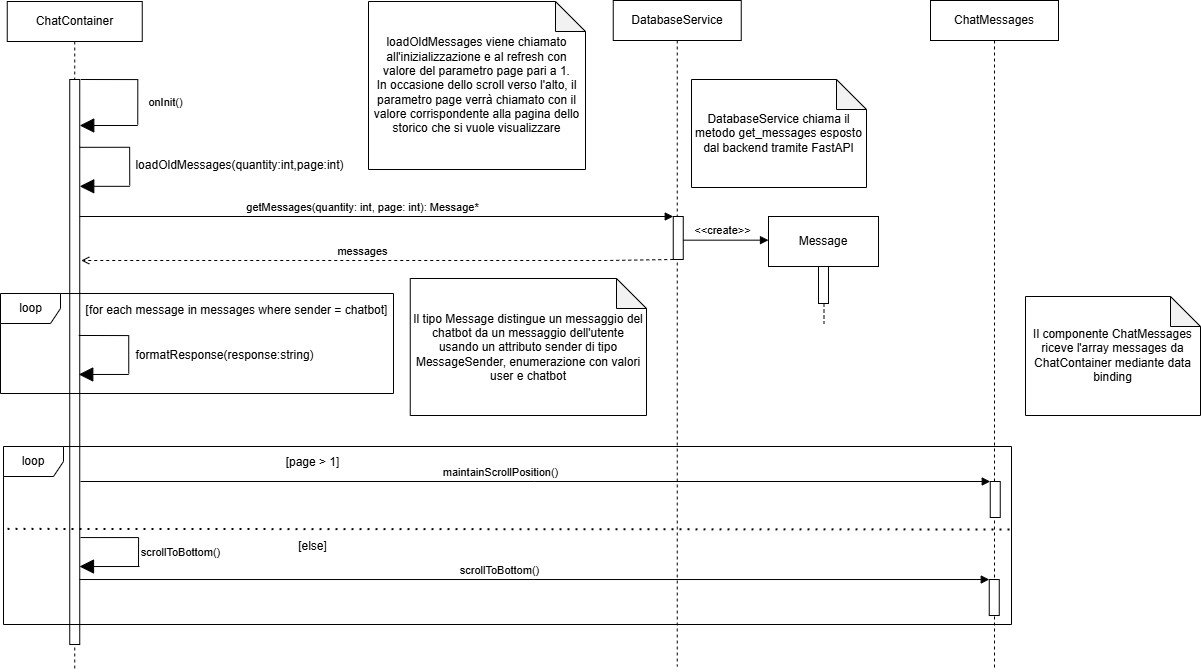 ChatContainer
DatabaseService
ChatMessages
loadOldMessages viene chiamato
all'inizializzazione e al refresh con
valore del parametro page pari a 1.
In occasione dello scroll verso l'alto, il
parametro page verrà chiamato con il
valore corrispondente alla pagina dello
storico che si vuole visualizzare
onInit()
DatabaseService chiama il
metodo get_messages esposto
dal backend tramite FastAPI
loadOldMessages(quantity:int,page:int)
getMessages(quantity: int, page: int): Message*
<<create>>
Message
messages
loop
[for each message in messages where sender = chatbot]
formatResponse(response:string)
Il tipo Message distingue un messaggio del
chatbot da un messaggio dell'utente
usando un attributo sender di tipo
MessageSender, enumerazione con valori
user e chatbot
Il componente ChatMessages
riceve l'array messages da
ChatContainer mediante data
binding
loop
[page > 1]
maintainScrollPosition()
[else]
scrollToBottom()
scrollToBottom()